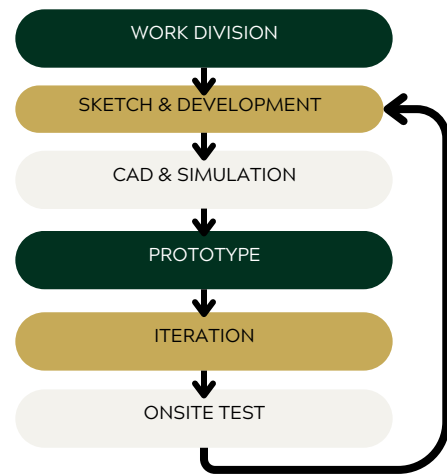 WORK DIVISION
SKETCH & DEVELOPMENT
CAD & SIMULATION
PROTOTYPE
ITERATION
ONSITE TEST